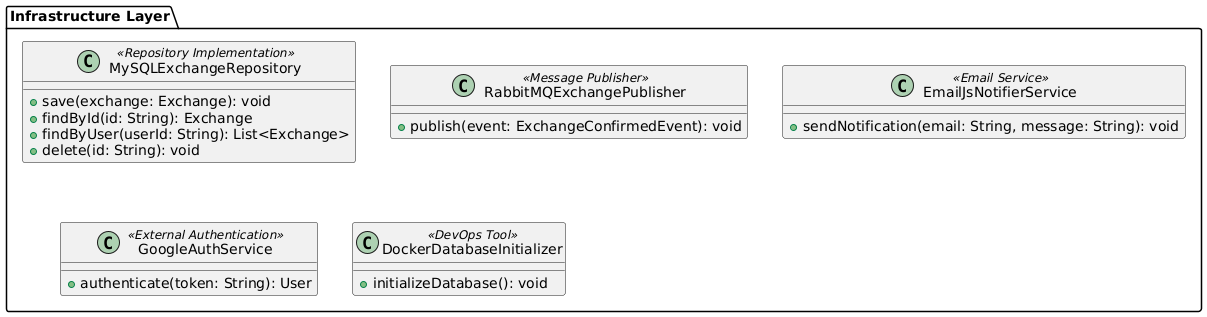 Infrastructure Layer
C
«Repository Implementation»
MySQLExchangeRepository
save(exchange: Exchange): void
findById(id: String): Exchange
findByUser(userId: String): List<Exchange>
delete(id: String): void
C
«Message Publisher»
RabbitMQExchangePublisher
publish(event: ExchangeConfirmedEvent): void
C
«Email Service»
EmailJsNotifierService
sendNotification(email: String, message: String): void
C
«External Authentication»
GoogleAuthService
authenticate(token: String): User
C
«DevOps Tool»
DockerDatabaseInitializer
initializeDatabase(): void